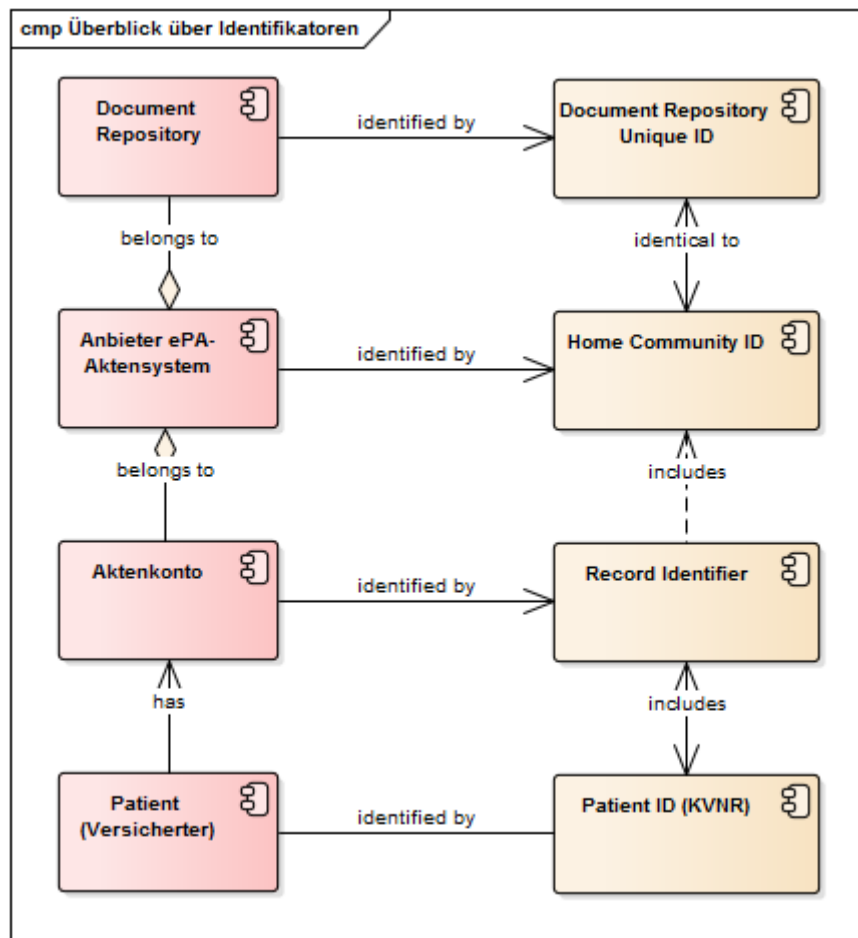 cmp Überblick über Identifikatoren
Document
Repository
identified by
Document Repository
Unique ID
belongs to
identical to
Anbieter ePA-
Aktensystem
identified by
Home Community ID
belongs to
includes
Aktenkonto
identified by
Record Identifier
has
includes
Patient
(Versicherter)
identified by
Patient ID (KVNR)